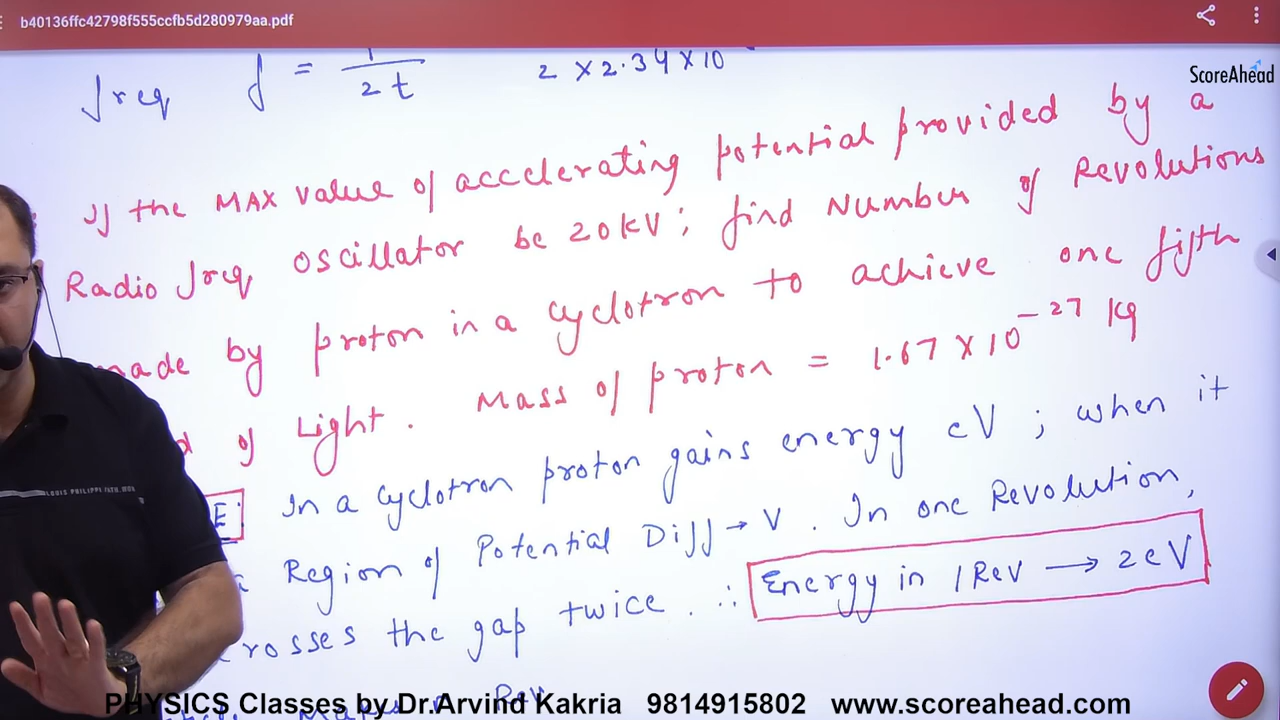 b40136ffc42798f555ccfb5d280979aa.pdf
ScoreAhead
freq f = 1 / 2t 2 × 2.34 × 10
If the MAX value of accelerating potential provided by a
Radio freq oscillator be 20kV; find Number of Revolutions
made by proton in a cyclotron to achieve one fifth
of Light. Mass of proton = 1.67 × 10⁻²⁷ kg
E In a cyclotron proton gains energy eV; when it
a Region of Potential Diff → V. In one Revolution,
rosses the gap twice. ∴ Energy in 1 Rev → 2eV
Makes n Rev
PHYSICS Classes by Dr.Arvind Kakria 9814915802 www.scoreahead.com